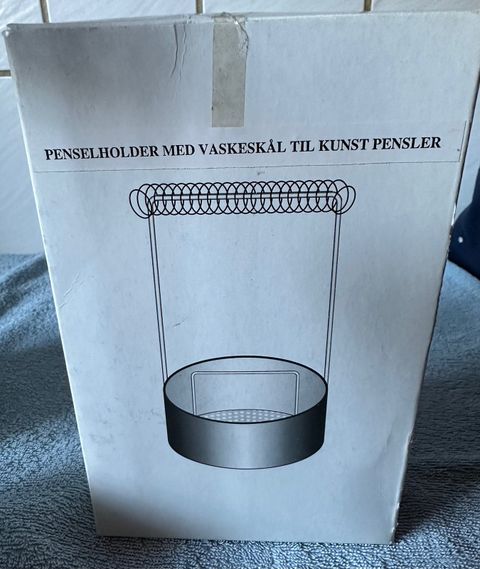 PENSELHOLDER MED VASKESKÅL TIL KUNST PENSLER